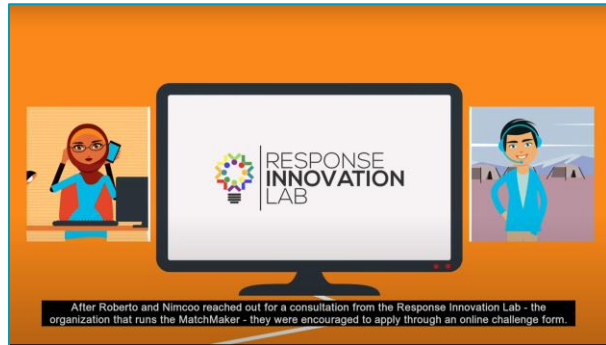 RESPONSE
INNOVATION
LAB
After Roberto and Nimcoo reached out for a consultation from the Response Innovation Lab - the
organization that runs the MatchMaker - they were encouraged to apply through an online challenge form.